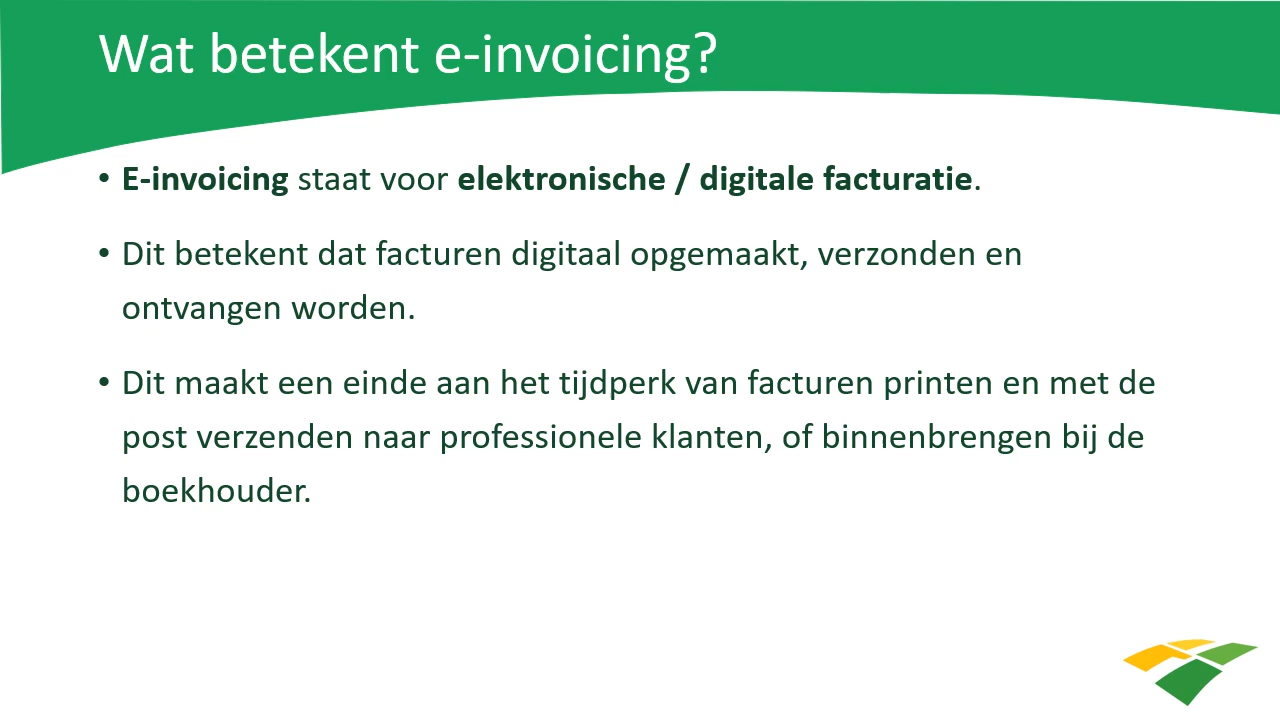 Wat betekent e-invoicing?
• E-invoicing staat voor elektronische / digitale facturatie.
• Dit betekent dat facturen digitaal opgemaakt, verzonden en
ontvangen worden.
• Dit maakt een einde aan het tijdperk van facturen printen en met de
post verzenden naar professionele klanten, of binnenbrengen bij de
boekhouder.